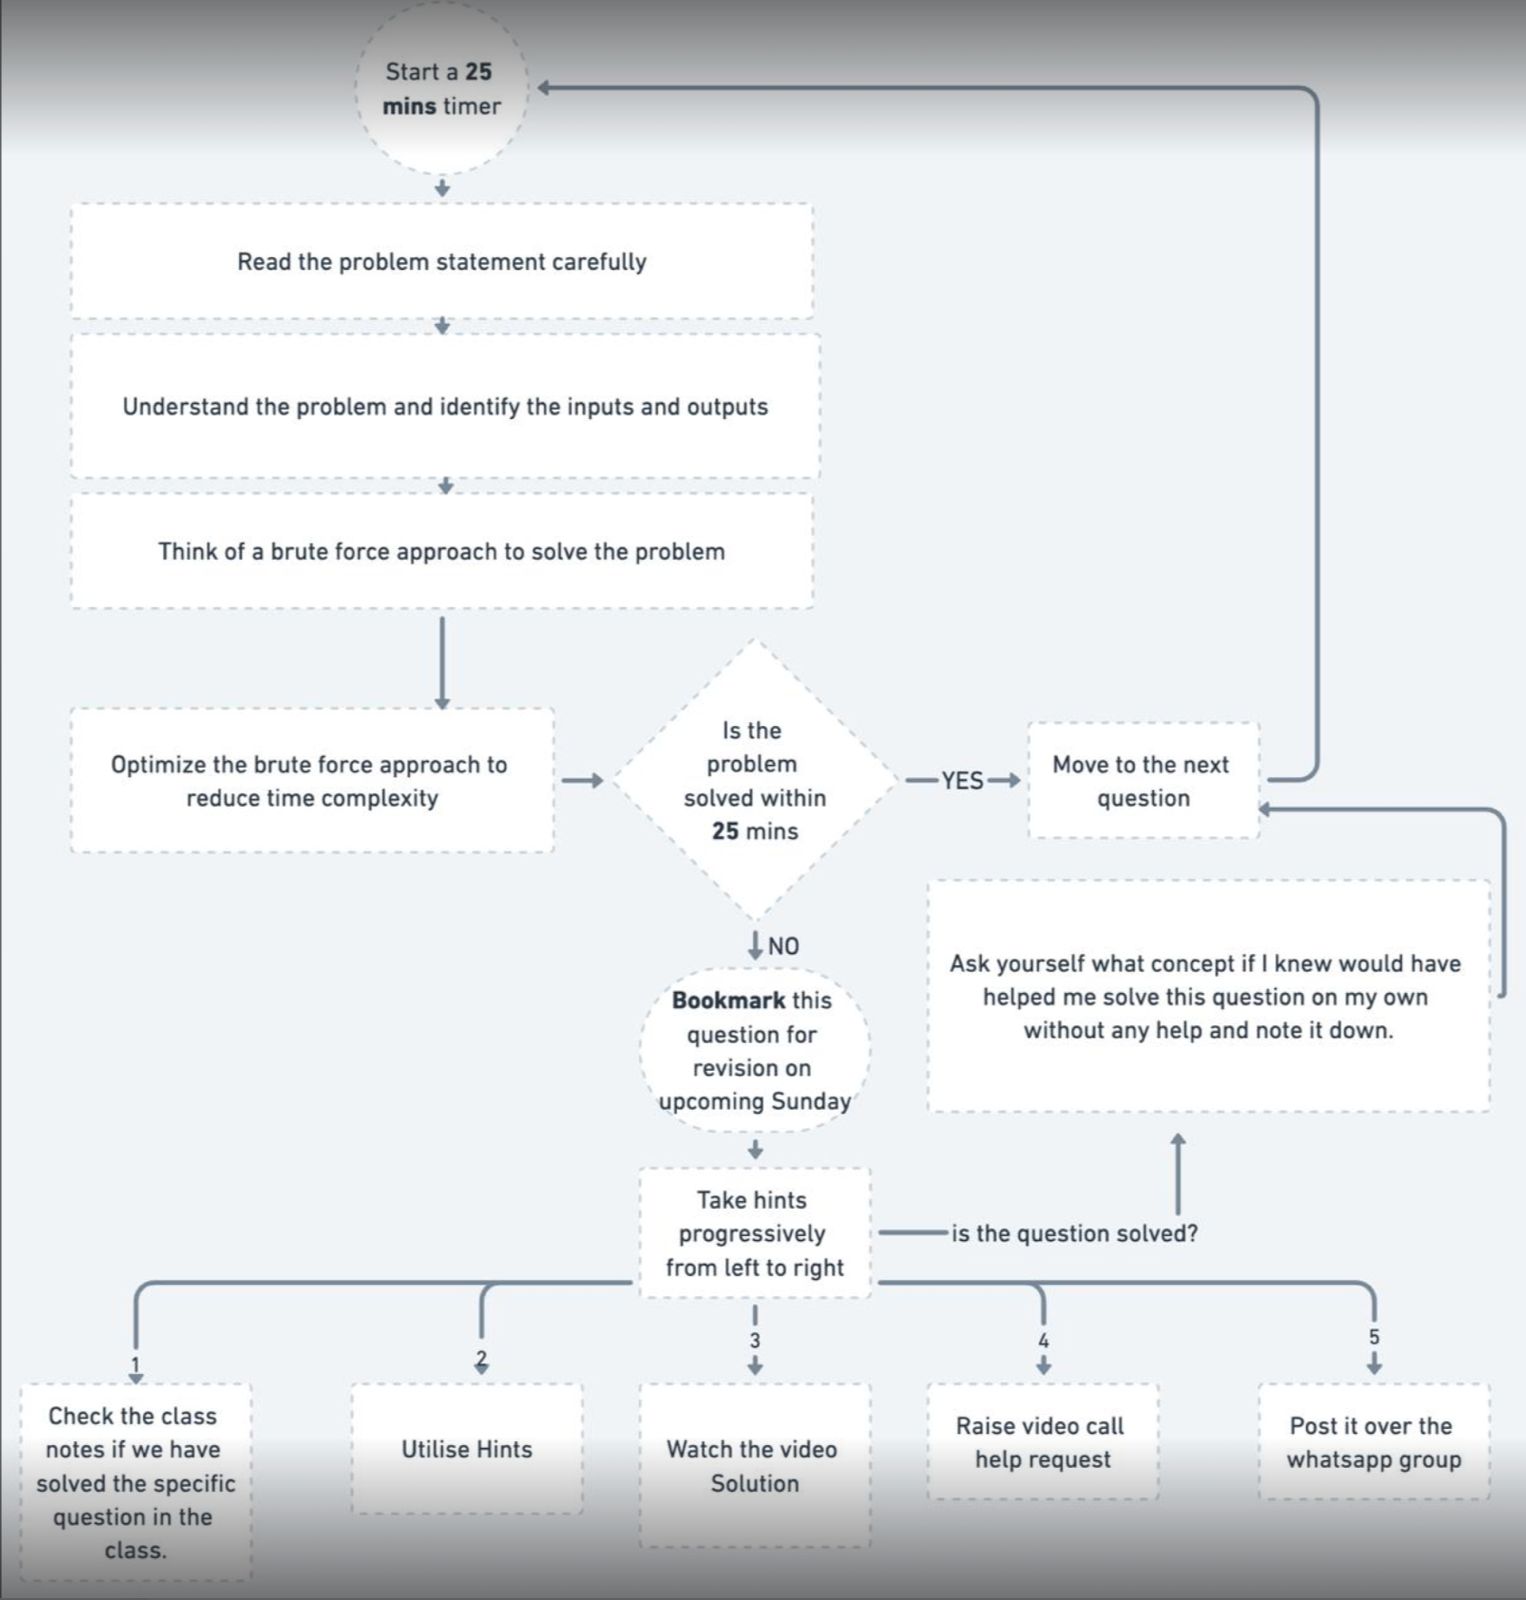 Start a 25
mins timer
Read the problem statement carefully
Understand the problem and identify the inputs and outputs
Think of a brute force approach to solve the problem
Optimize the brute force approach to
reduce time complexity
Is the
problem
solved within
25 mins
YES
Move to the next
question
NO
Bookmark this
question for
revision on
upcoming Sunday
Ask yourself what concept if I knew would have
helped me solve this question on my own
without any help and note it down.
Take hints
progressively
from left to right
is the question solved?
1
2
3
4
5
Check the class
notes if we have
solved the specific
question in the
class.
Utilise Hints
Watch the video
Solution
Raise video call
help request
Post it over the
whatsapp group